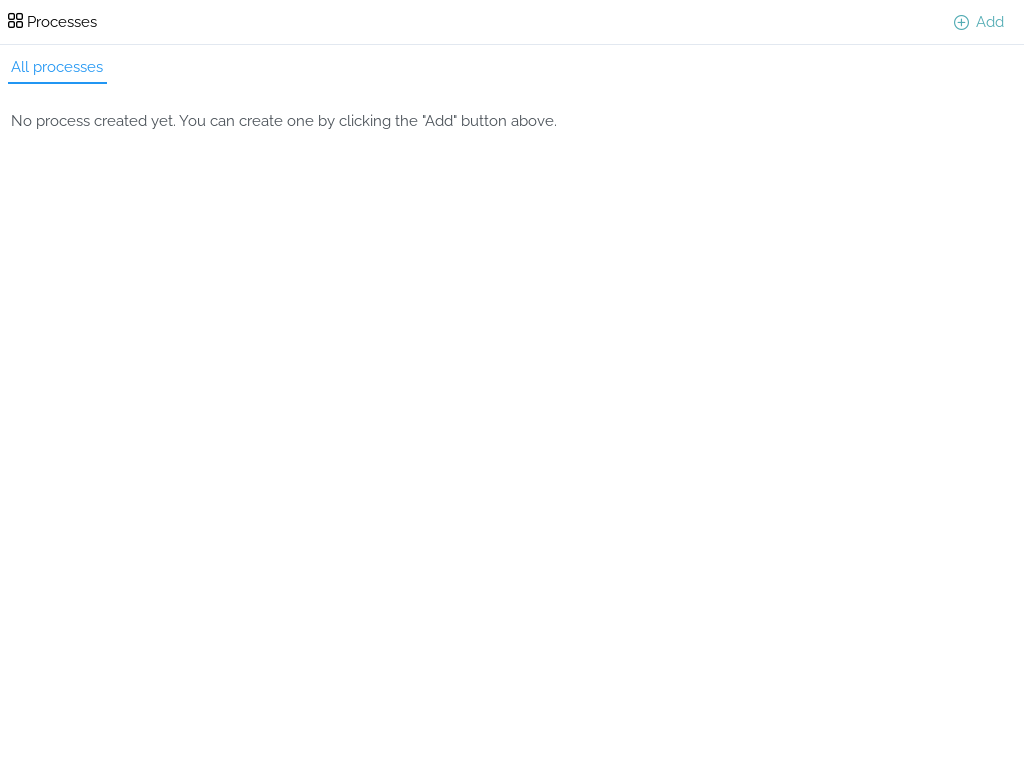 Processes
Add
All processes
No process created yet. You can create one by clicking the "Add" button above.